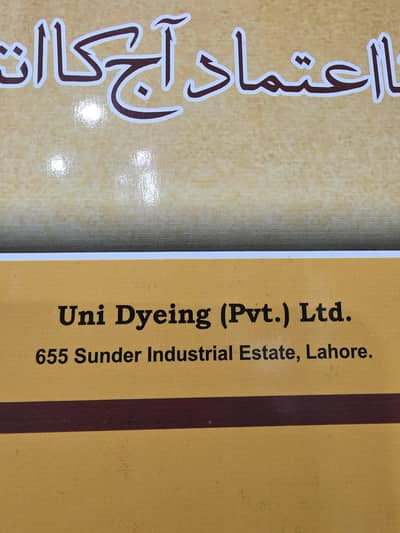 اعتماد آج کا
Uni Dyeing (Pvt.) Ltd.
655 Sunder Industrial Estate, Lahore.